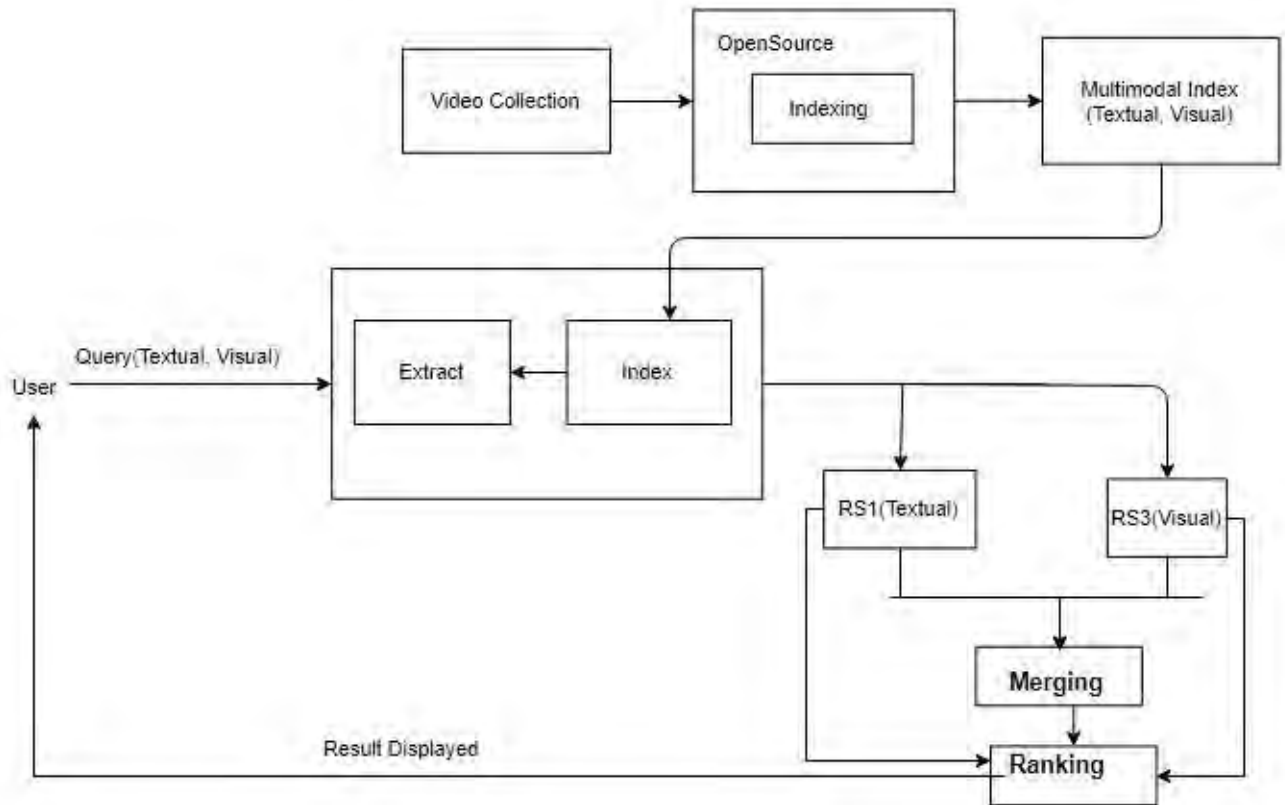 OpenSource
Video Collection
Indexing
Multimodal Index
(Textual, Visual)
Query(Textual, Visual)
User
Extract
Index
RS1(Textual)
RS3(Visual)
Merging
Result Displayed
Ranking